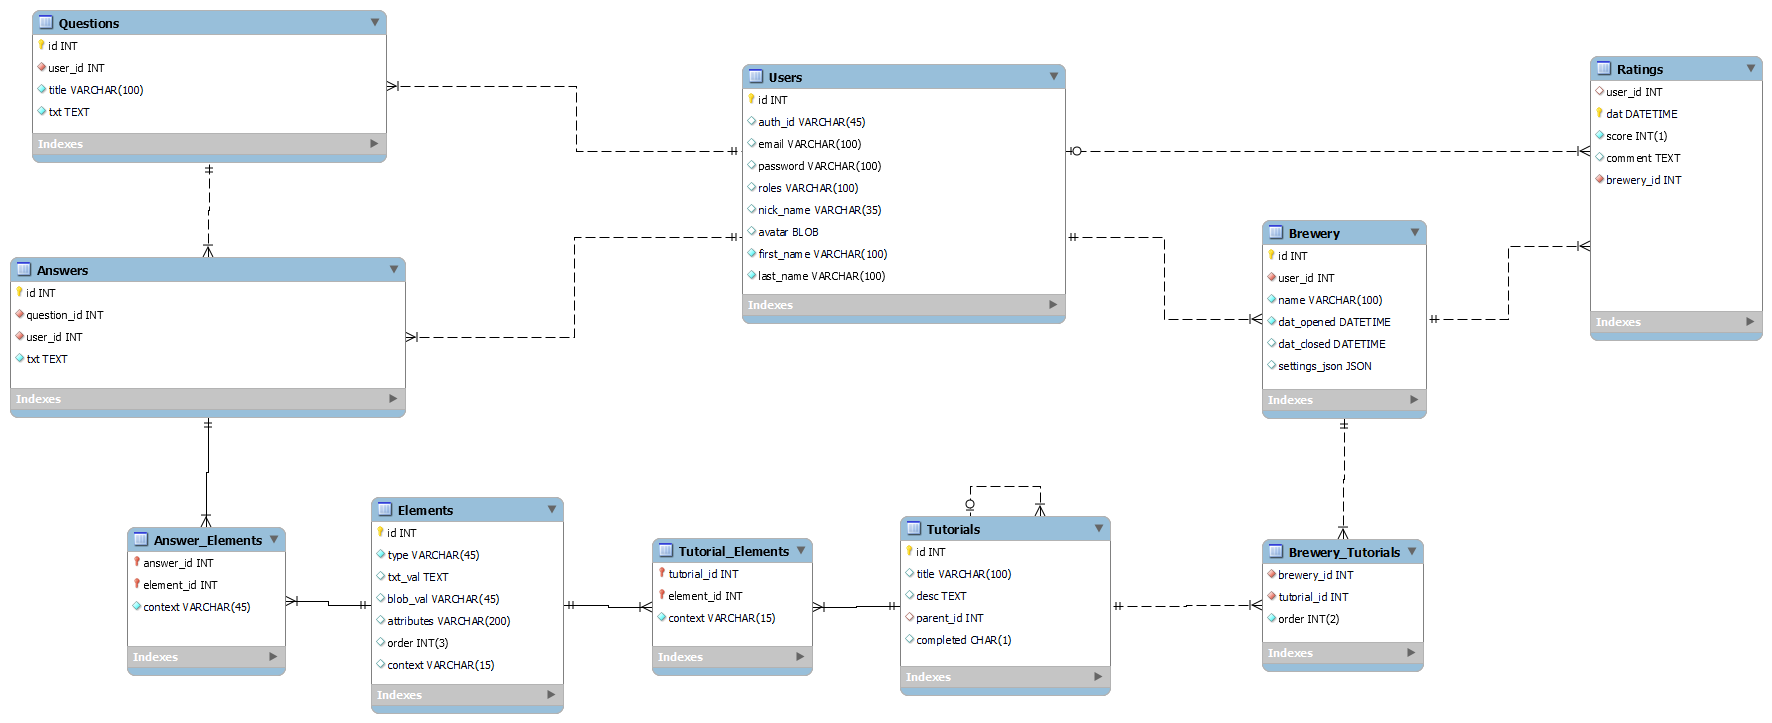 Questions
id INT
user_id INT
title VARCHAR(100)
txt TEXT
Indexes
Users
id INT
auth_id VARCHAR(45)
email VARCHAR(100)
password VARCHAR(100)
roles VARCHAR(100)
nick_name VARCHAR(35)
avatar BLOB
first_name VARCHAR(100)
last_name VARCHAR(100)
Indexes
Ratings
user_id INT
dat DATETIME
score INT(1)
comment TEXT
brewery_id INT
Indexes
Brewery
id INT
user_id INT
name VARCHAR(100)
dat_opened DATETIME
dat_closed DATETIME
settings_json JSON
Indexes
Answers
id INT
question_id INT
user_id INT
txt TEXT
Indexes
Answer_Elements
answer_id INT
element_id INT
context VARCHAR(45)
Indexes
Elements
id INT
type VARCHAR(45)
txt_val TEXT
blob_val VARCHAR(45)
attributes VARCHAR(200)
order INT(3)
context VARCHAR(15)
Indexes
Tutorial_Elements
tutorial_id INT
element_id INT
context VARCHAR(15)
Indexes
Tutorials
id INT
title VARCHAR(100)
desc TEXT
parent_id INT
completed CHAR(1)
Indexes
Brewery_Tutorials
brewery_id INT
tutorial_id INT
order INT(2)
Indexes